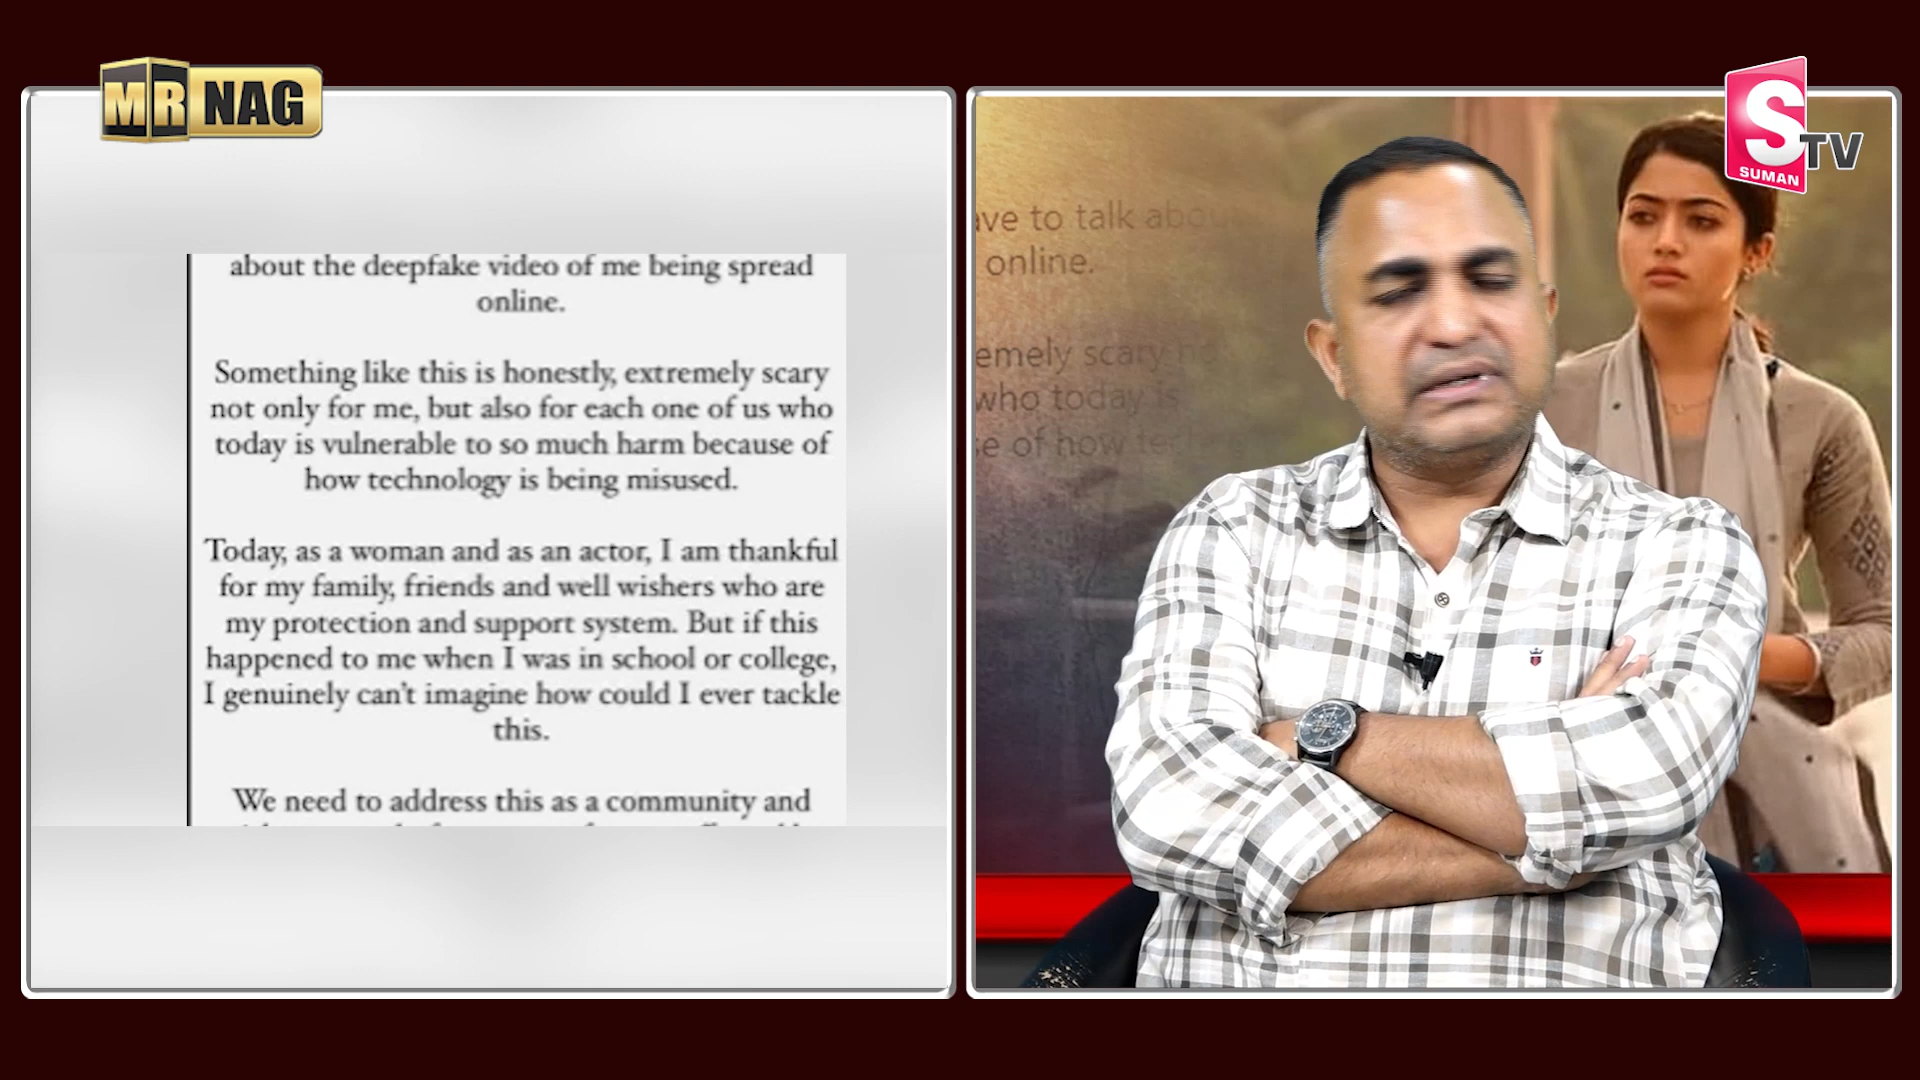 MR NAG
S TV
SUMAN
about the deepfake video of me being spread
online.
Something like this is honestly, extremely scary
not only for me, but also for each one of us who
today is vulnerable to so much harm because of
how technology is being misused.
Today, as a woman and as an actor, I am thankful
for my family, friends and well wishers who are
my protection and support system. But if this
happened to me when I was in school or college,
I genuinely can't imagine how could I ever tackle
this.
We need to address this as a community and
ave to talk about
online.
emely scary no
who today is
se of how te